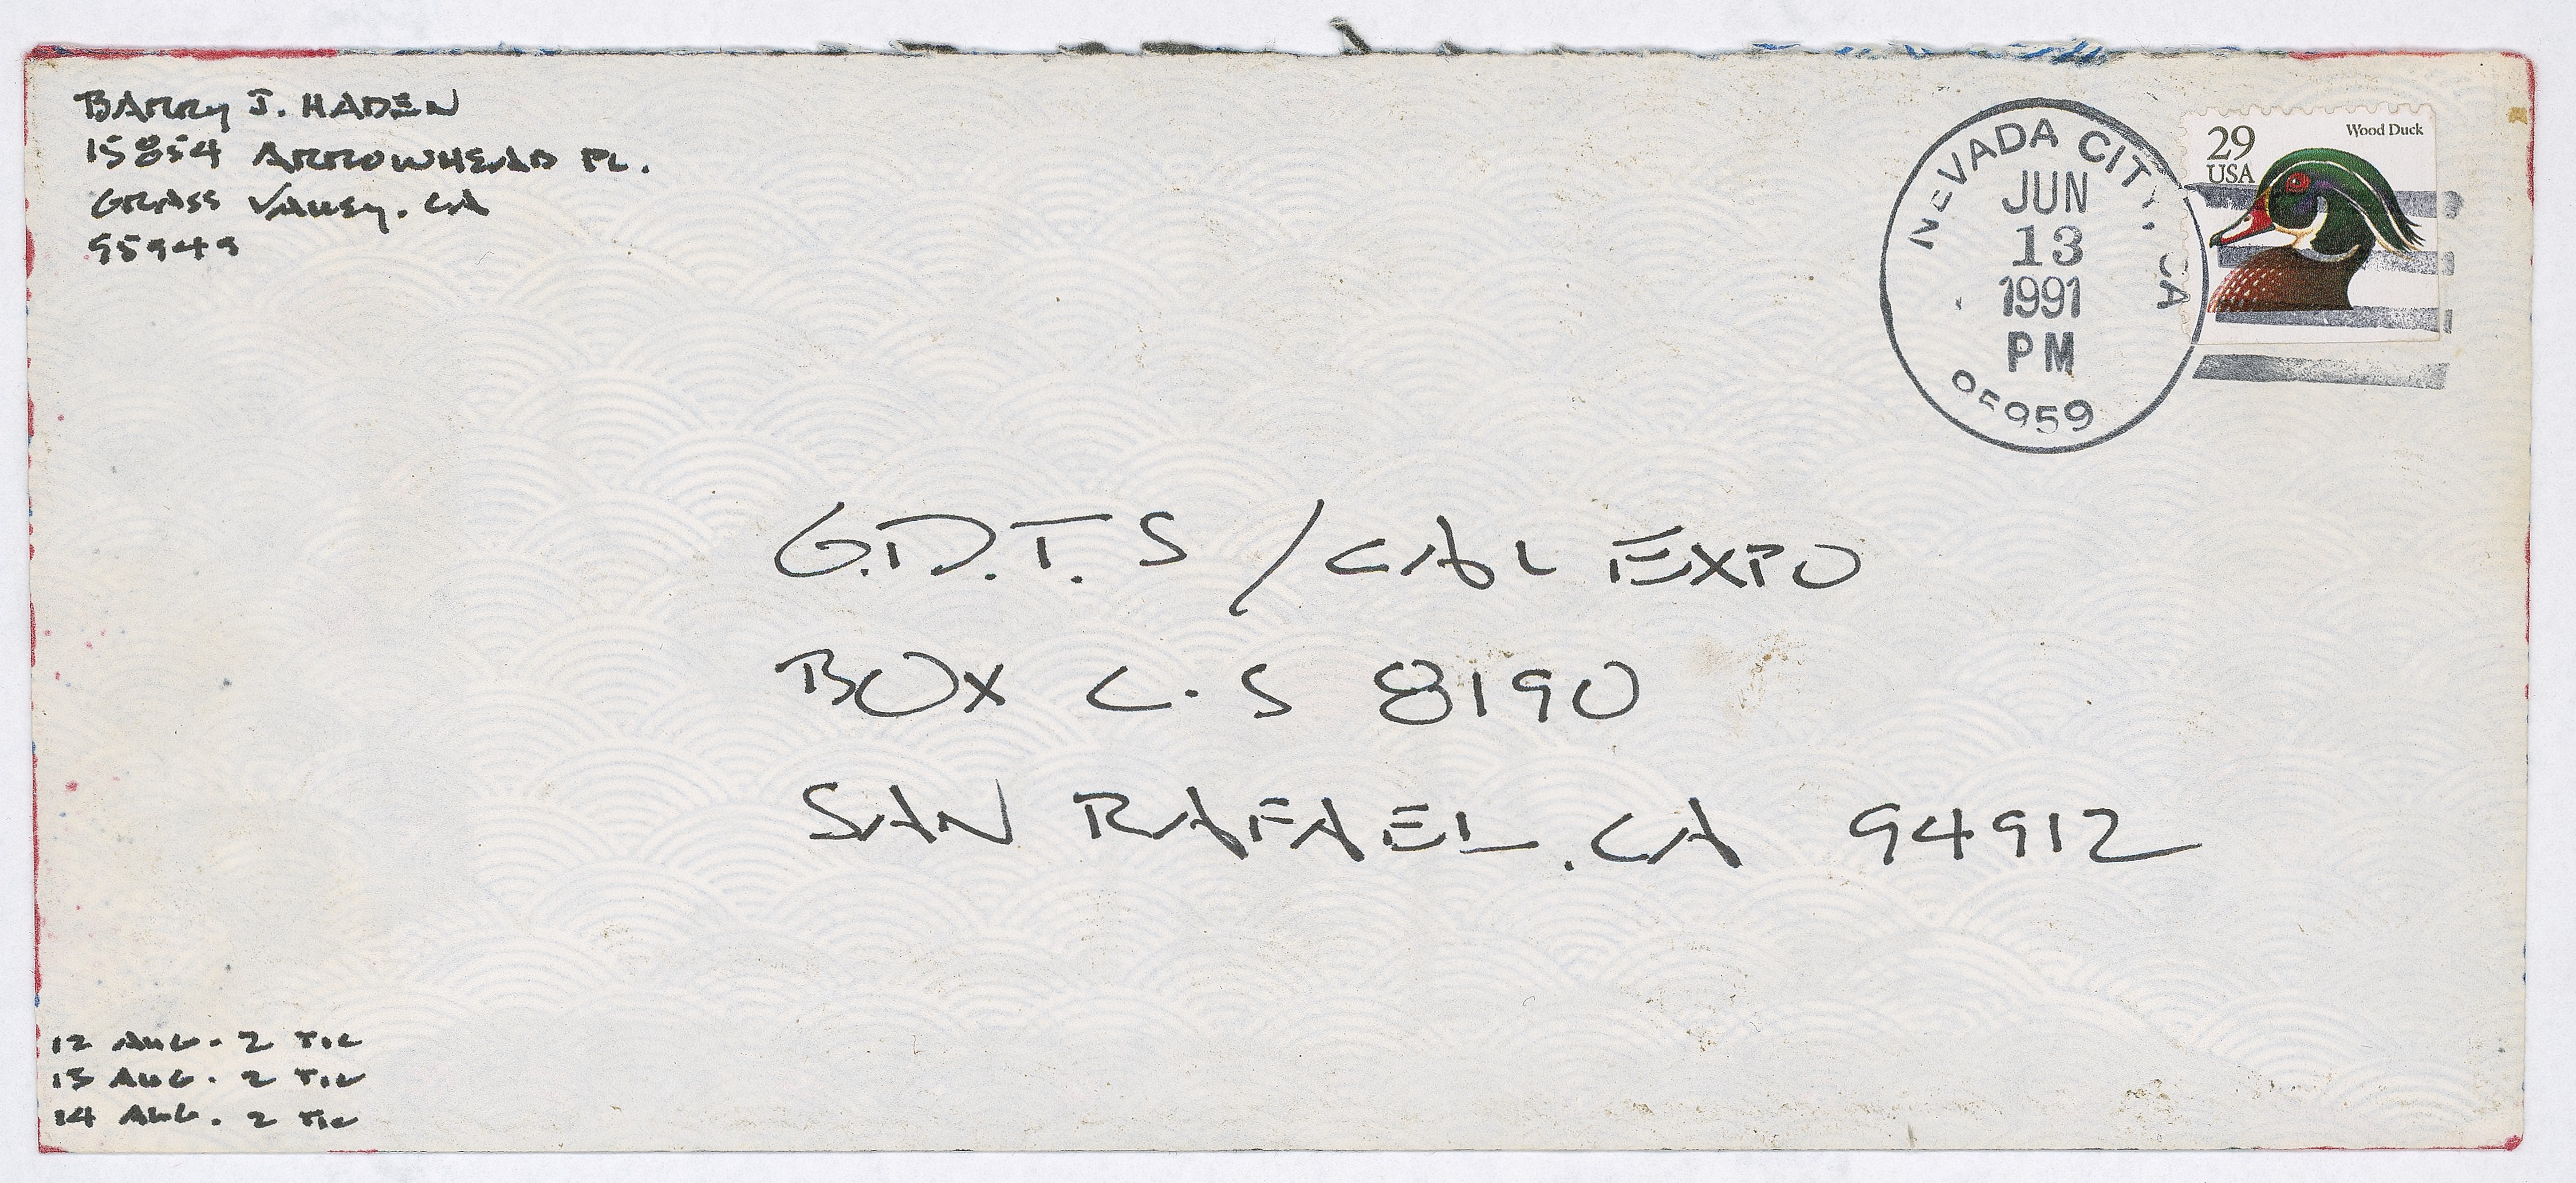 BARRY J. HADEN
15854 ARROWHEAD PL.
GRASS VALLEY. CA
95949
NEVADA CITY, CA
JUN
13
1991
PM
95959
29
USA
Wood Duck
G.D.T.S / CAL EXPO
BOX C.S 8190
SAN RAFAEL. CA 94912
12 AUG. 2 TIC
13 AUG. 2 TIC
14 AUG. 2 TIC